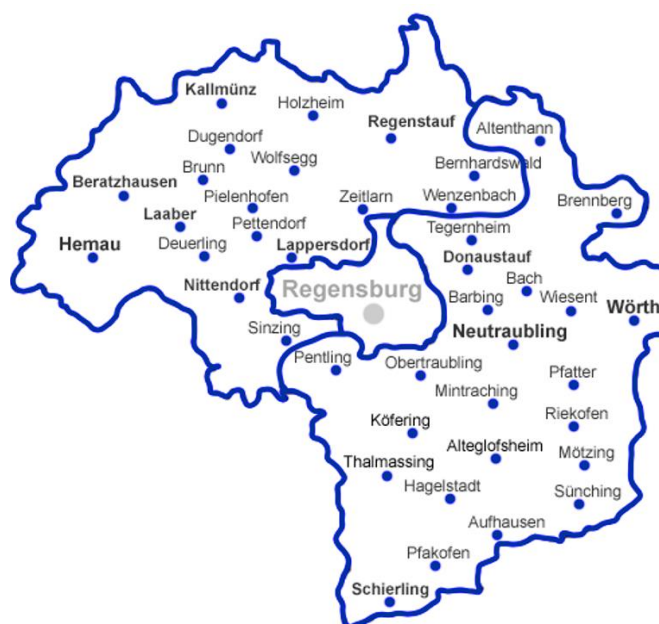 Kallmünz
Holzheim
Regenstauf
Altenthann
Dugendorf
Wolfsegg
Bernhardswald
Brunn
Beratzhausen
Pielenhofen
Zeitlarn
Wenzenbach
Brennberg
Laaber
Pettendorf
Tegernheim
Hemau
Deuerling
Lappersdorf
Donaustauf
Nittendorf
Regensburg
Bach
Barbing
Wiesent
Wörth
Sinzing
Neutraubling
Pentling
Obertraubling
Pfatter
Mintraching
Köfering
Riekofen
Alteglofsheim
Mötzing
Thalmassing
Hagelstadt
Sünching
Aufhausen
Pfakofen
Schierling